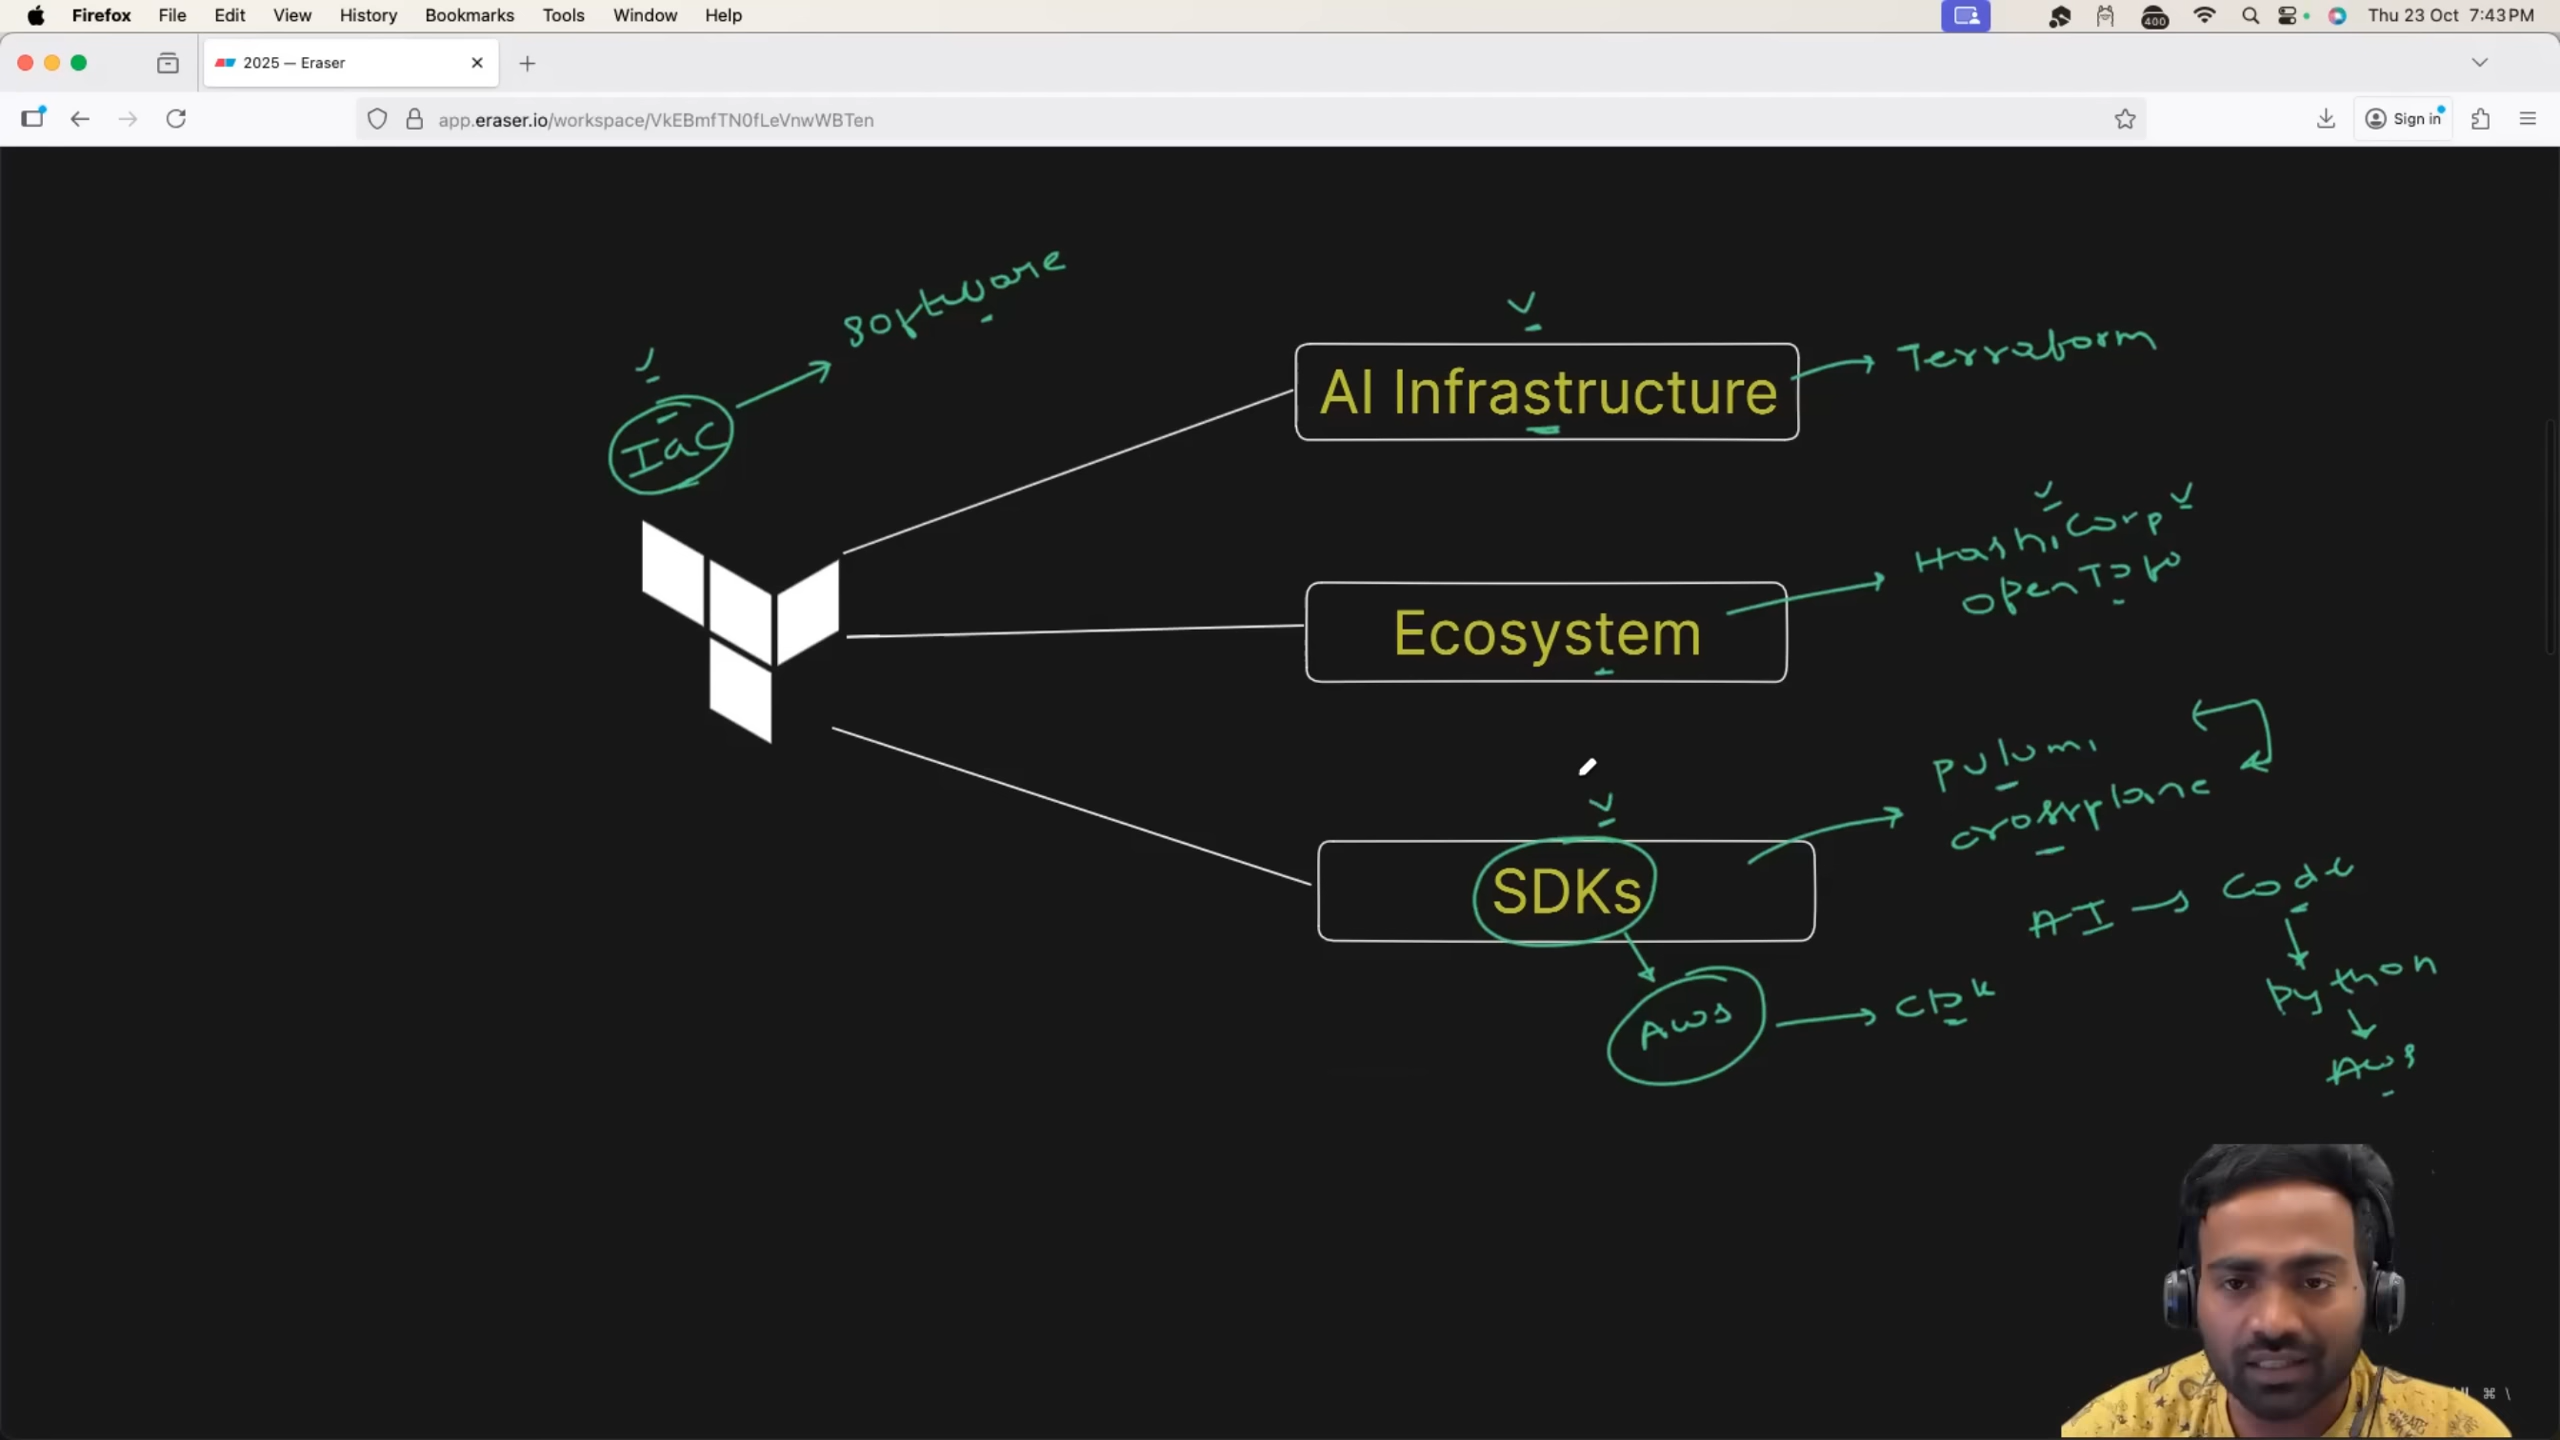 Firefox File Edit View History Bookmarks Tools Window Help
400
Thu 23 Oct 7:43 PM
2025 — Eraser
app.eraser.io/workspace/VkEBmfTN0fLeVnwWBTen
Sign in
Software
IaC
AI Infrastructure
Terraform
HashiCorp
OpenTofu
Ecosystem
Pulumi
crossplane
SDKs
AI → Code
Python
Aws
Aws → CDK
⌘ \